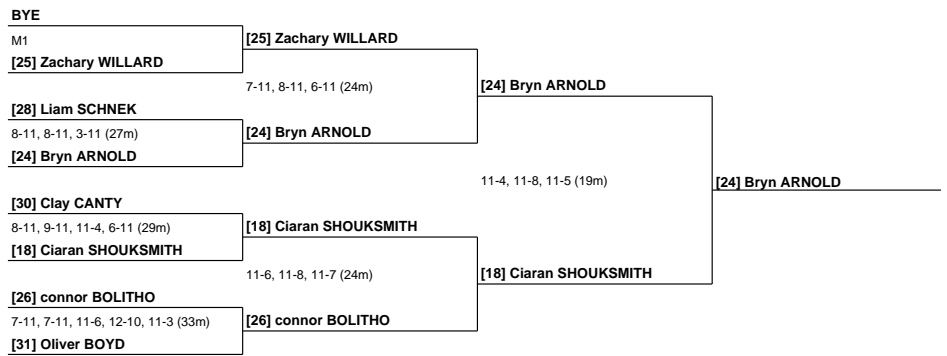 BYE
M1
[25] Zachary WILLARD
[28] Liam SCHNEK
8-11, 8-11, 3-11 (27m)
[24] Bryn ARNOLD
[30] Clay CANTY
8-11, 9-11, 11-4, 6-11 (29m)
[18] Ciaran SHOUKSMITH
[26] connor BOLITHO
7-11, 7-11, 11-6, 12-10, 11-3 (33m)
[31] Oliver BOYD
[25] Zachary WILLARD
7-11, 8-11, 6-11 (24m)
[24] Bryn ARNOLD
[18] Ciaran SHOUKSMITH
11-6, 11-8, 11-7 (24m)
[26] connor BOLITHO
[24] Bryn ARNOLD
11-4, 11-8, 11-5 (19m)
[18] Ciaran SHOUKSMITH
[24] Bryn ARNOLD